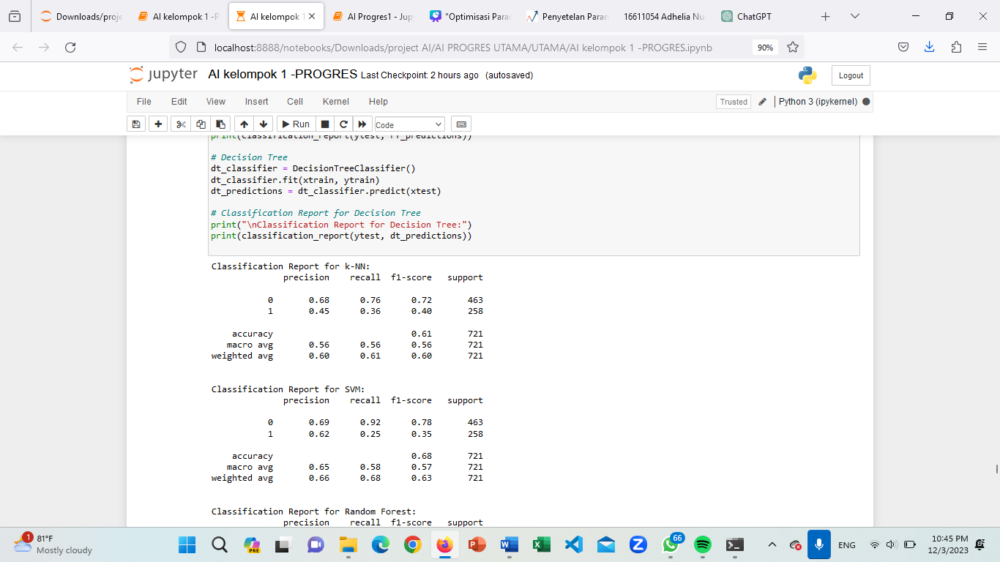 Downloads/proje
AI kelompok 1 -P
AI kelompok 1
AI Progres1 - Jup
"Optimisasi Paran
Penyetelan Paran
16611054 Adhelia Nu
ChatGPT
localhost:8888/notebooks/Downloads/project AI/AI PROGRES UTAMA/UTAMA/AI kelompok 1 -PROGRES.ipynb
90%
jupyter AI kelompok 1 -PROGRES Last Checkpoint: 2 hours ago (autosaved)
Logout
File Edit View Insert Cell Kernel Help
Trusted
Python 3 (ipykernel)
Run
Code
print(classification_report(ytest, rf_predictions))
# Decision Tree
dt_classifier = DecisionTreeClassifier()
dt_classifier.fit(xtrain, ytrain)
dt_predictions = dt_classifier.predict(xtest)
# Classification Report for Decision Tree
print("\nClassification Report for Decision Tree:")
print(classification_report(ytest, dt_predictions))
Classification Report for k-NN:
precision recall f1-score support
0 0.68 0.76 0.72 463
1 0.45 0.36 0.40 258
accuracy 0.61 721
macro avg 0.56 0.56 0.56 721
weighted avg 0.60 0.61 0.60 721
Classification Report for SVM:
precision recall f1-score support
0 0.69 0.92 0.78 463
1 0.62 0.25 0.35 258
accuracy 0.68 721
macro avg 0.65 0.58 0.57 721
weighted avg 0.66 0.68 0.63 721
Classification Report for Random Forest:
precision recall f1-score support
1
81°F
Mostly cloudy
PRE
66
ENG
10:45 PM
12/3/2023